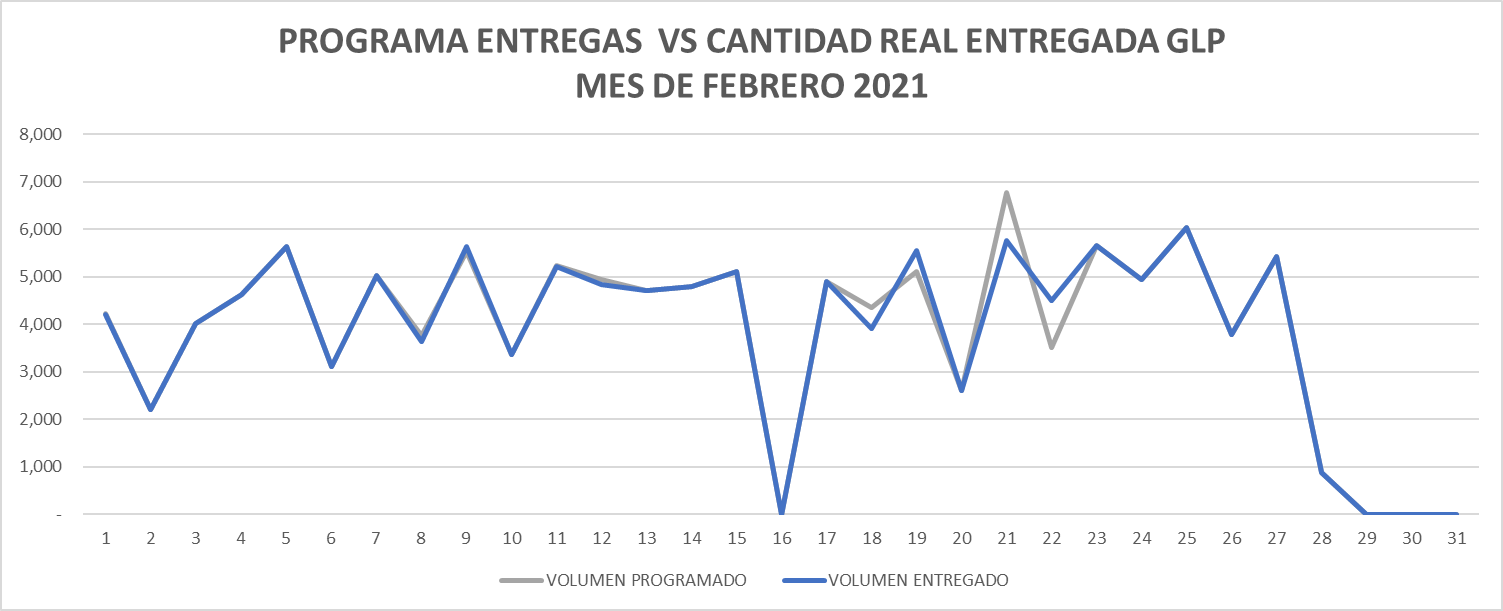 PROGRAMA ENTREGAS  VS CANTIDAD REAL ENTREGADA GLP
MES DE FEBRERO 2021
8,000
7,000
6,000
5,000
4,000
3,000
2,000
1,000
-
1 2 3 4 5 6 7 8 9 10 11 12 13 14 15 16 17 18 19 20 21 22 23 24 25 26 27 28 29 30 31
VOLUMEN PROGRAMADO VOLUMEN ENTREGADO